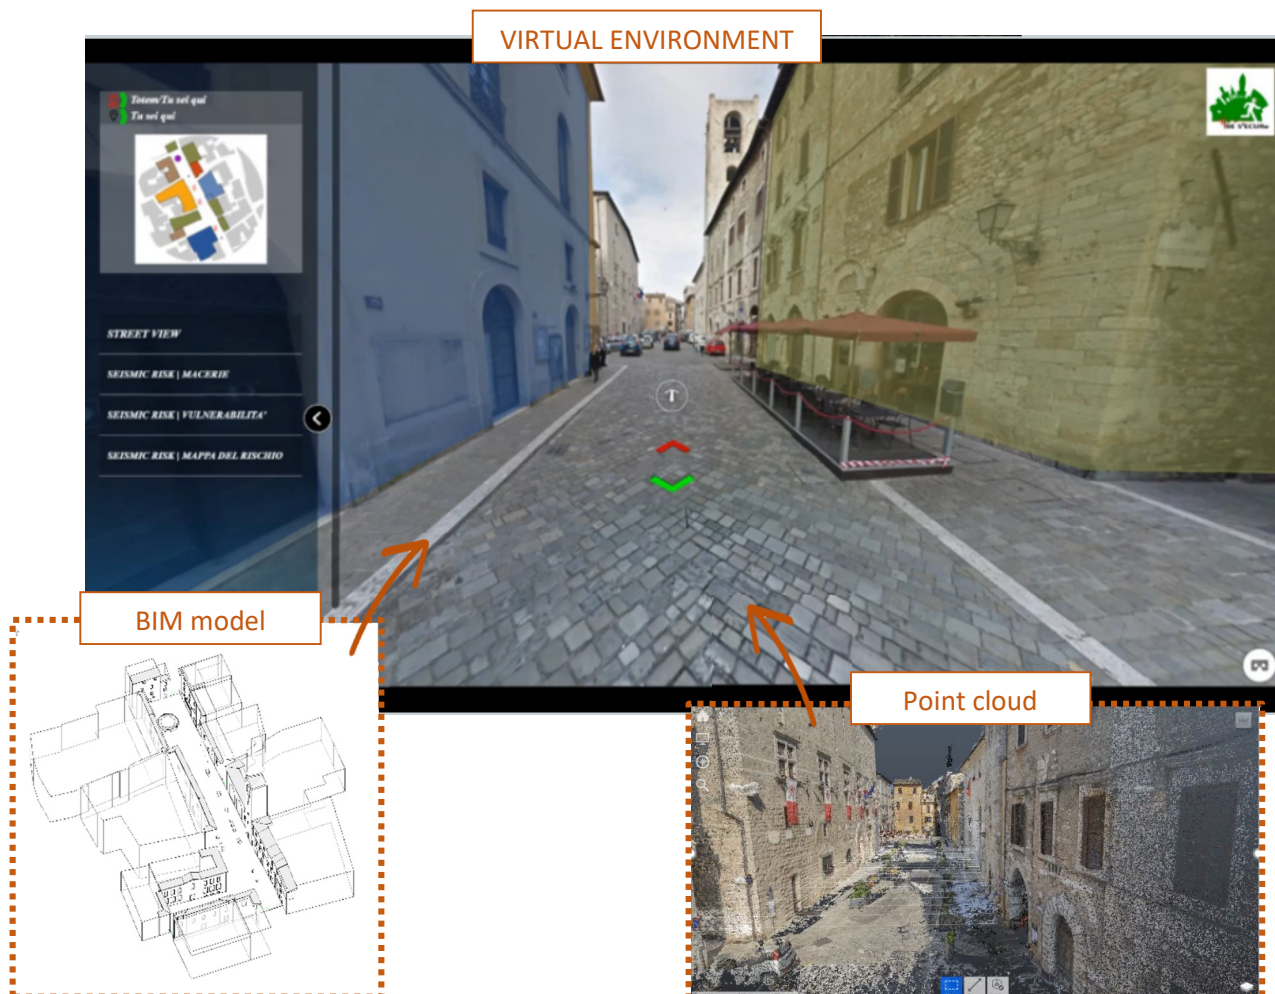 VIRTUAL ENVIRONMENT
Totem/Tu sei qui
Tu sei qui
STREET VIEW
SEISMIC RISK | MACERIE
SEISMIC RISK | VULNERABILITA'
SEISMIC RISK | MAPPA DEL RISCHIO
BIM model
Point cloud